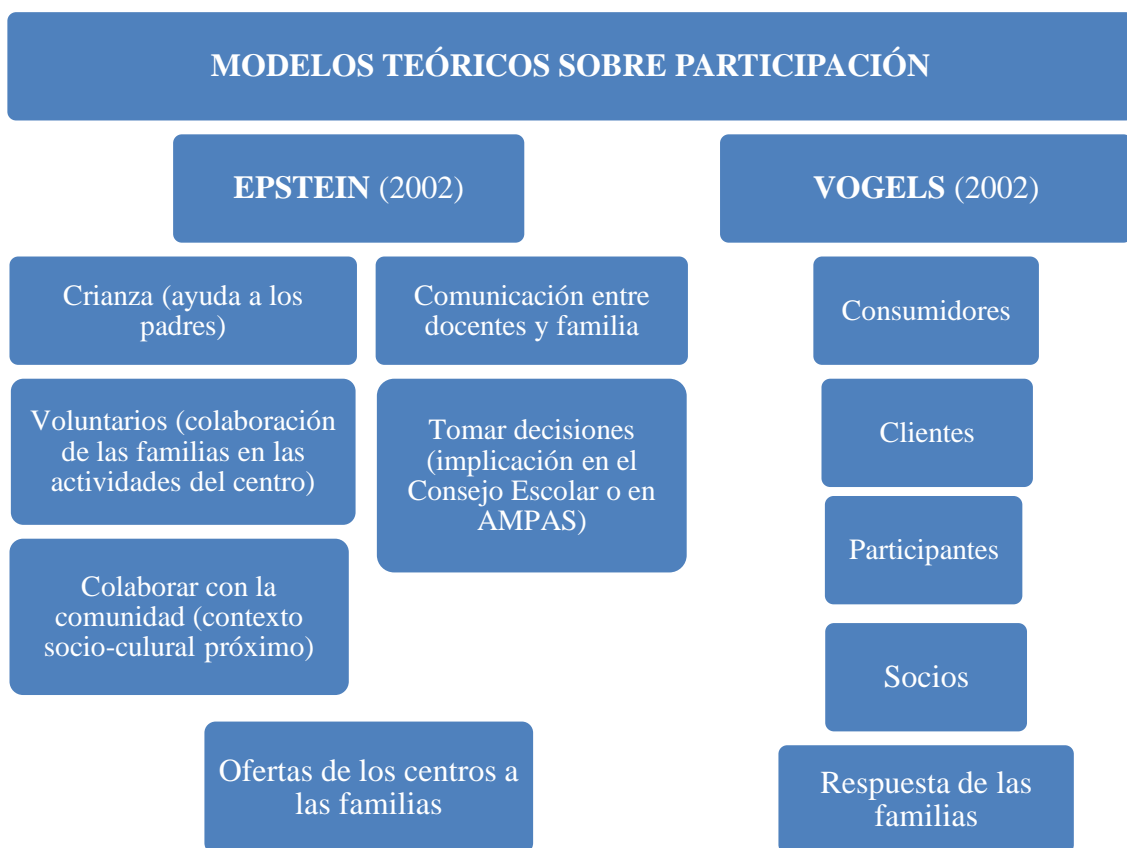 MODELOS TEÓRICOS SOBRE PARTICIPACIÓN
EPSTEIN (2002)
Crianza (ayuda a los
padres)
Comunicación entre
docentes y familia
Voluntarios (colaboración
de las familias en las
actividades del centro)
Tomar decisiones
(implicación en el
Consejo Escolar o en
AMPAS)
Colaborar con la
comunidad (contexto
socio-culural próximo)
Ofertas de los centros a
las familias
VOGELS (2002)
Consumidores
Clientes
Participantes
Socios
Respuesta de las
familias